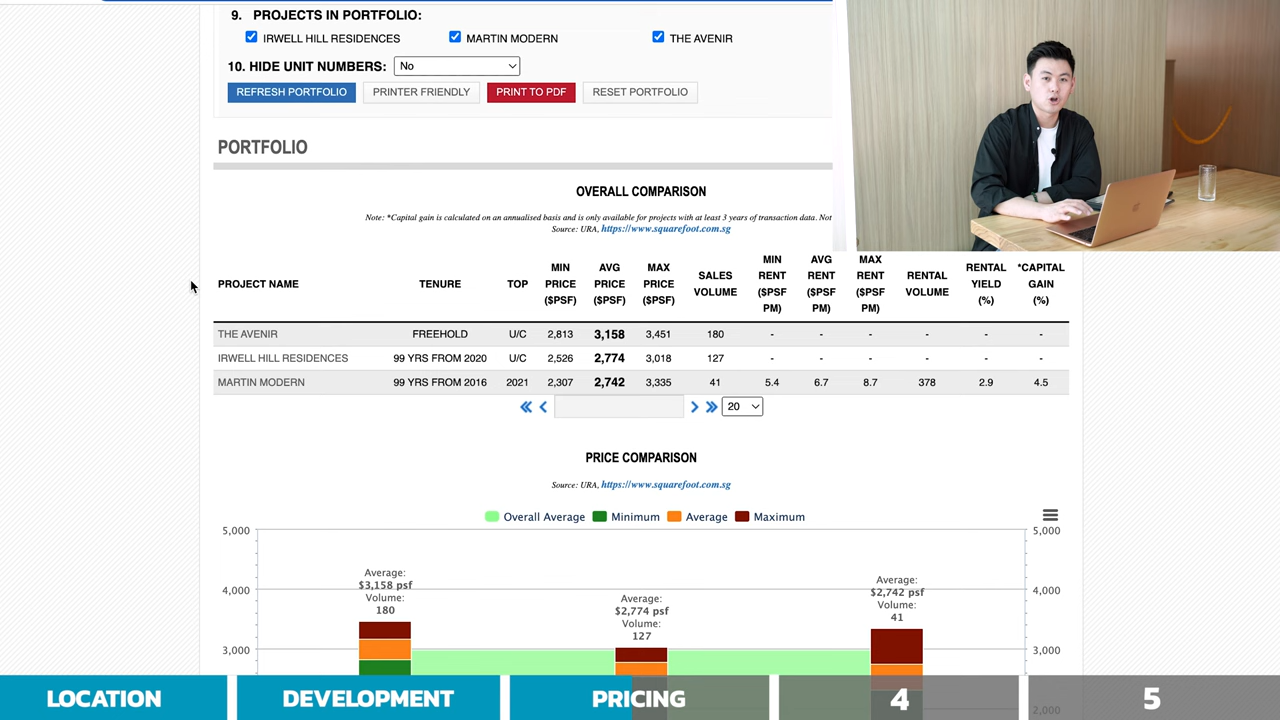 9. PROJECTS IN PORTFOLIO:
IRWELL HILL RESIDENCES MARTIN MODERN THE AVENIR
10. HIDE UNIT NUMBERS: No
REFRESH PORTFOLIO PRINTER FRIENDLY PRINT TO PDF RESET PORTFOLIO
PORTFOLIO
OVERALL COMPARISON
Note: *Capital gain is calculated on an annualised basis and is only available for projects with at least 3 years of transaction data. Not
Source: URA, https://www.squarefoot.com.sg
PROJECT NAME TENURE TOP MIN PRICE ($PSF) AVG PRICE ($PSF) MAX PRICE ($PSF) SALES VOLUME MIN RENT ($PSF PM) AVG RENT ($PSF PM) MAX RENT ($PSF PM) RENTAL VOLUME RENTAL YIELD (%) *CAPITAL GAIN (%)
THE AVENIR FREEHOLD U/C 2,813 3,158 3,451 180 - - - - - -
IRWELL HILL RESIDENCES 99 YRS FROM 2020 U/C 2,526 2,774 3,018 127 - - - - - -
MARTIN MODERN 99 YRS FROM 2016 2021 2,307 2,742 3,335 41 5.4 6.7 8.7 378 2.9 4.5
20
PRICE COMPARISON
Source: URA, https://www.squarefoot.com.sg
Overall Average Minimum Average Maximum
5,000 5,000
Average:
$3,158 psf
Volume:
180
Average:
$2,774 psf
Volume:
127
Average:
$2,742 psf
Volume:
41
4,000 4,000
3,000 3,000
2,000
LOCATION DEVELOPMENT PRICING 4 5